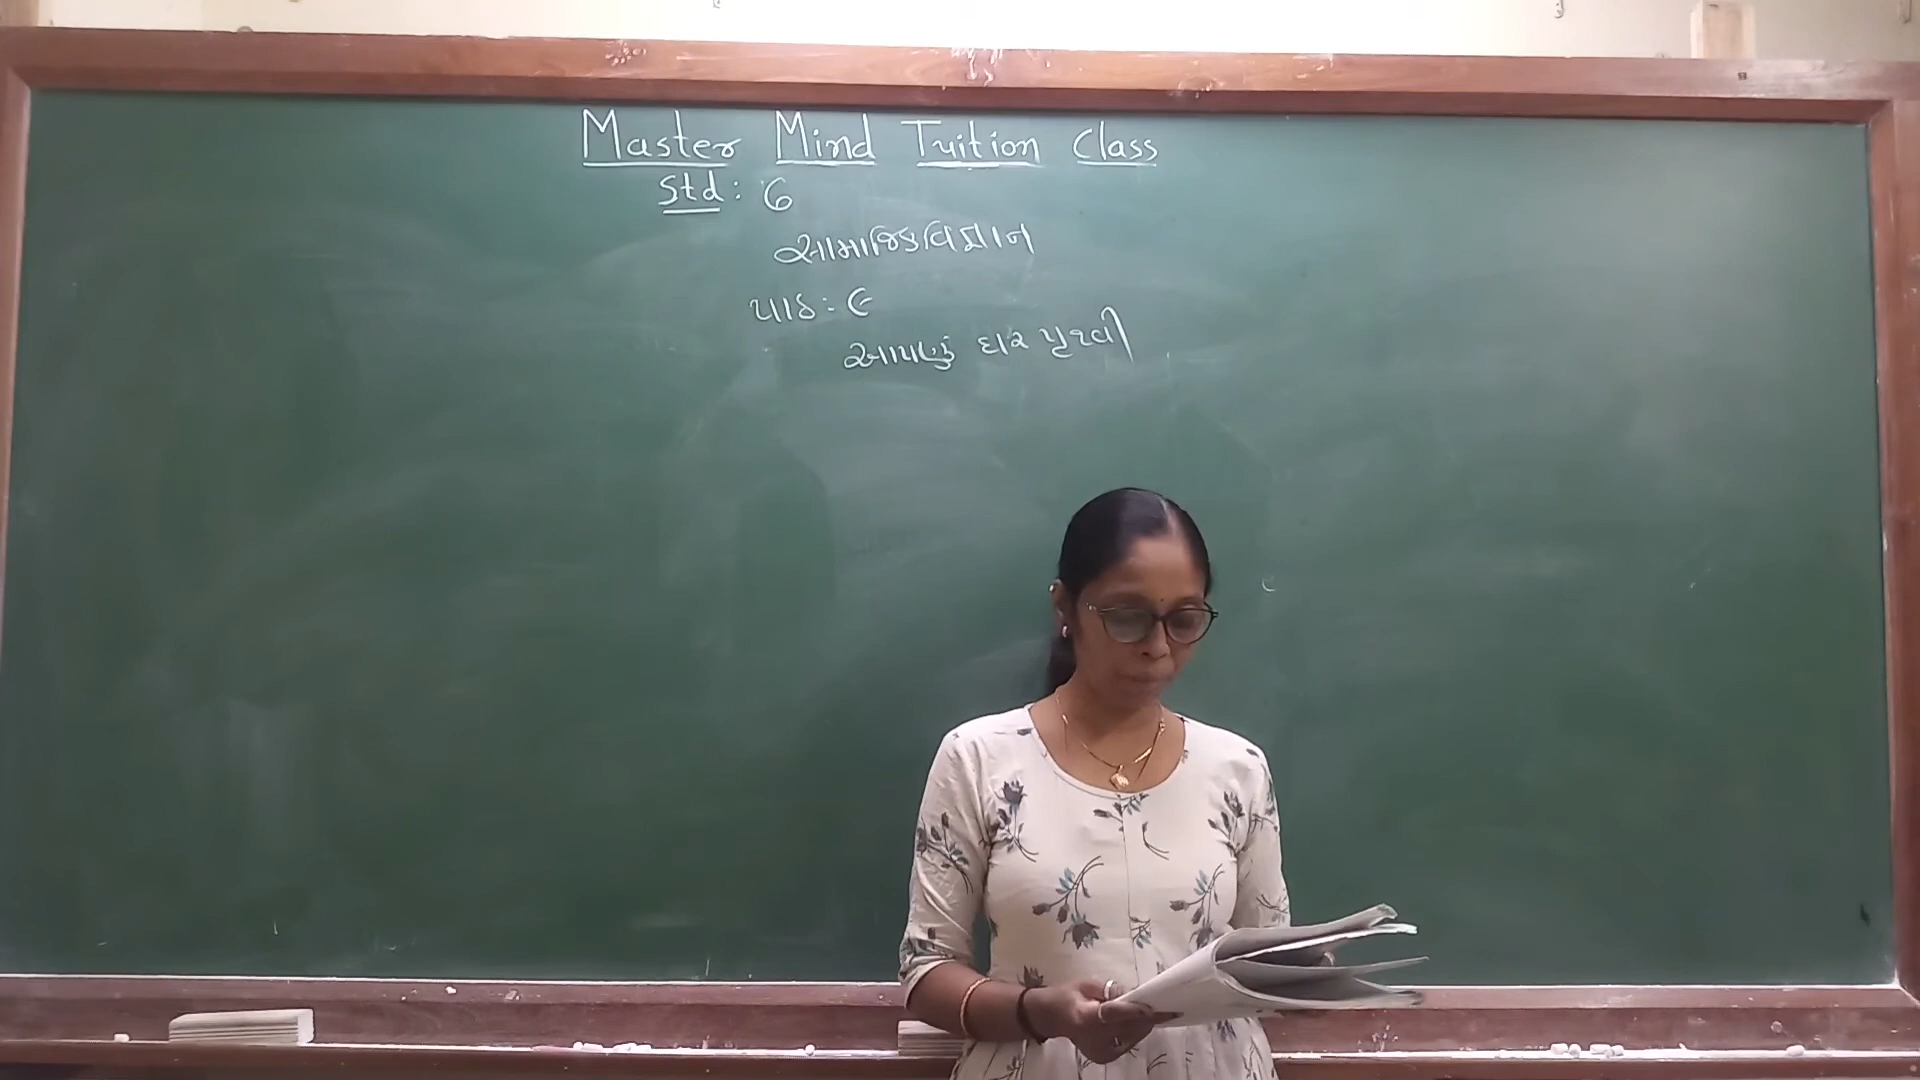 Master Mind Tuition Class
Std: 6
સામાજિકવિજ્ઞાન
પાઠ:- ૯
આપણું ઘર પૃથ્વી